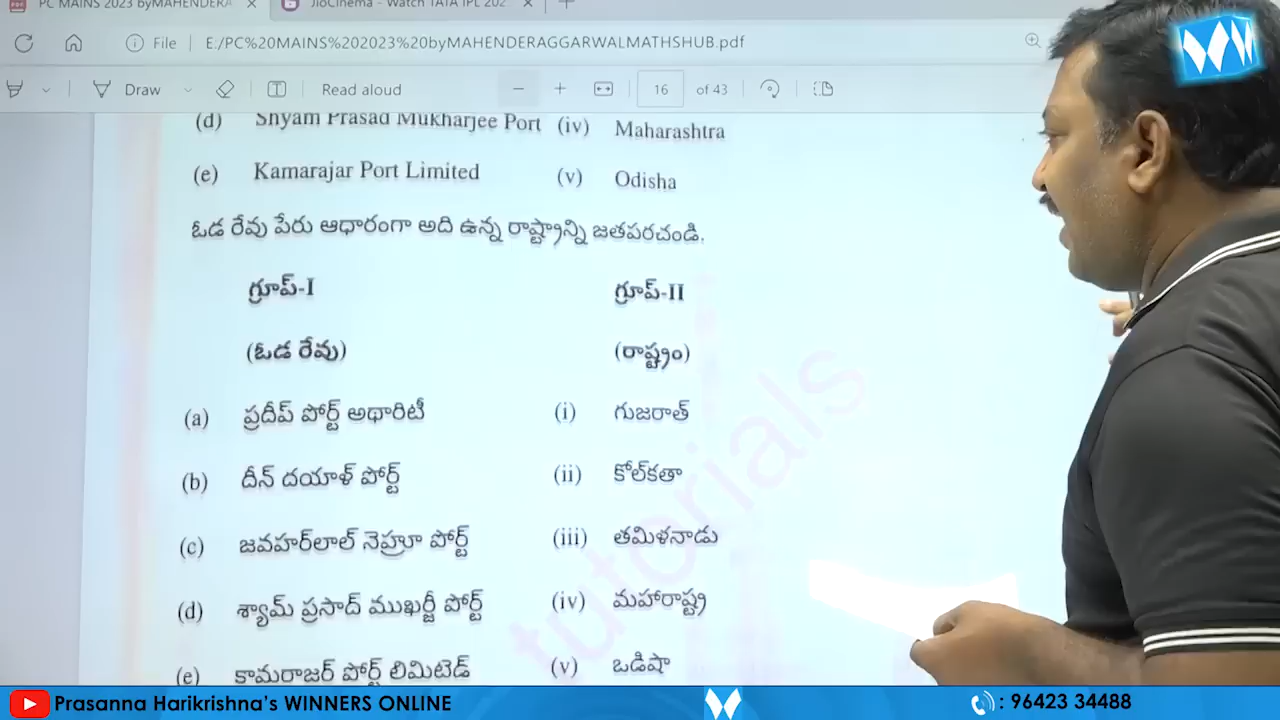 PC MAINS 2023 byMAHENDERA
JioCinema - Watch TATA IPL 202
File E:/PC%20MAINS%202023%20byMAHENDERAGGARWALMATHSHUB.pdf
Draw Read aloud 16 of 43
(d) Shyam Prasad Mukharjee Port (iv) Maharashtra
(e) Kamarajar Port Limited (v) Odisha
ఓడ రేవు పేరు ఆధారంగా అది ఉన్న రాష్ట్రాన్ని జతపరచండి.
గ్రూప్-I గ్రూప్-II
(ఓడ రేవు) (రాష్ట్రం)
(a) ప్రదీప్ పోర్ట్ అథారిటీ (i) గుజరాత్
(b) దీన్ దయాళ్ పోర్ట్ (ii) కోల్‌కతా
(c) జవహర్‌లాల్ నెహ్రూ పోర్ట్ (iii) తమిళనాడు
(d) శ్యామ్ ప్రసాద్ ముఖర్జీ పోర్ట్ (iv) మహారాష్ట్ర
(e) కామరాజర్ పోర్ట్ లిమిటెడ్ (v) ఒడిషా
tutorials
W
Prasanna Harikrishna's WINNERS ONLINE W : 96423 34488